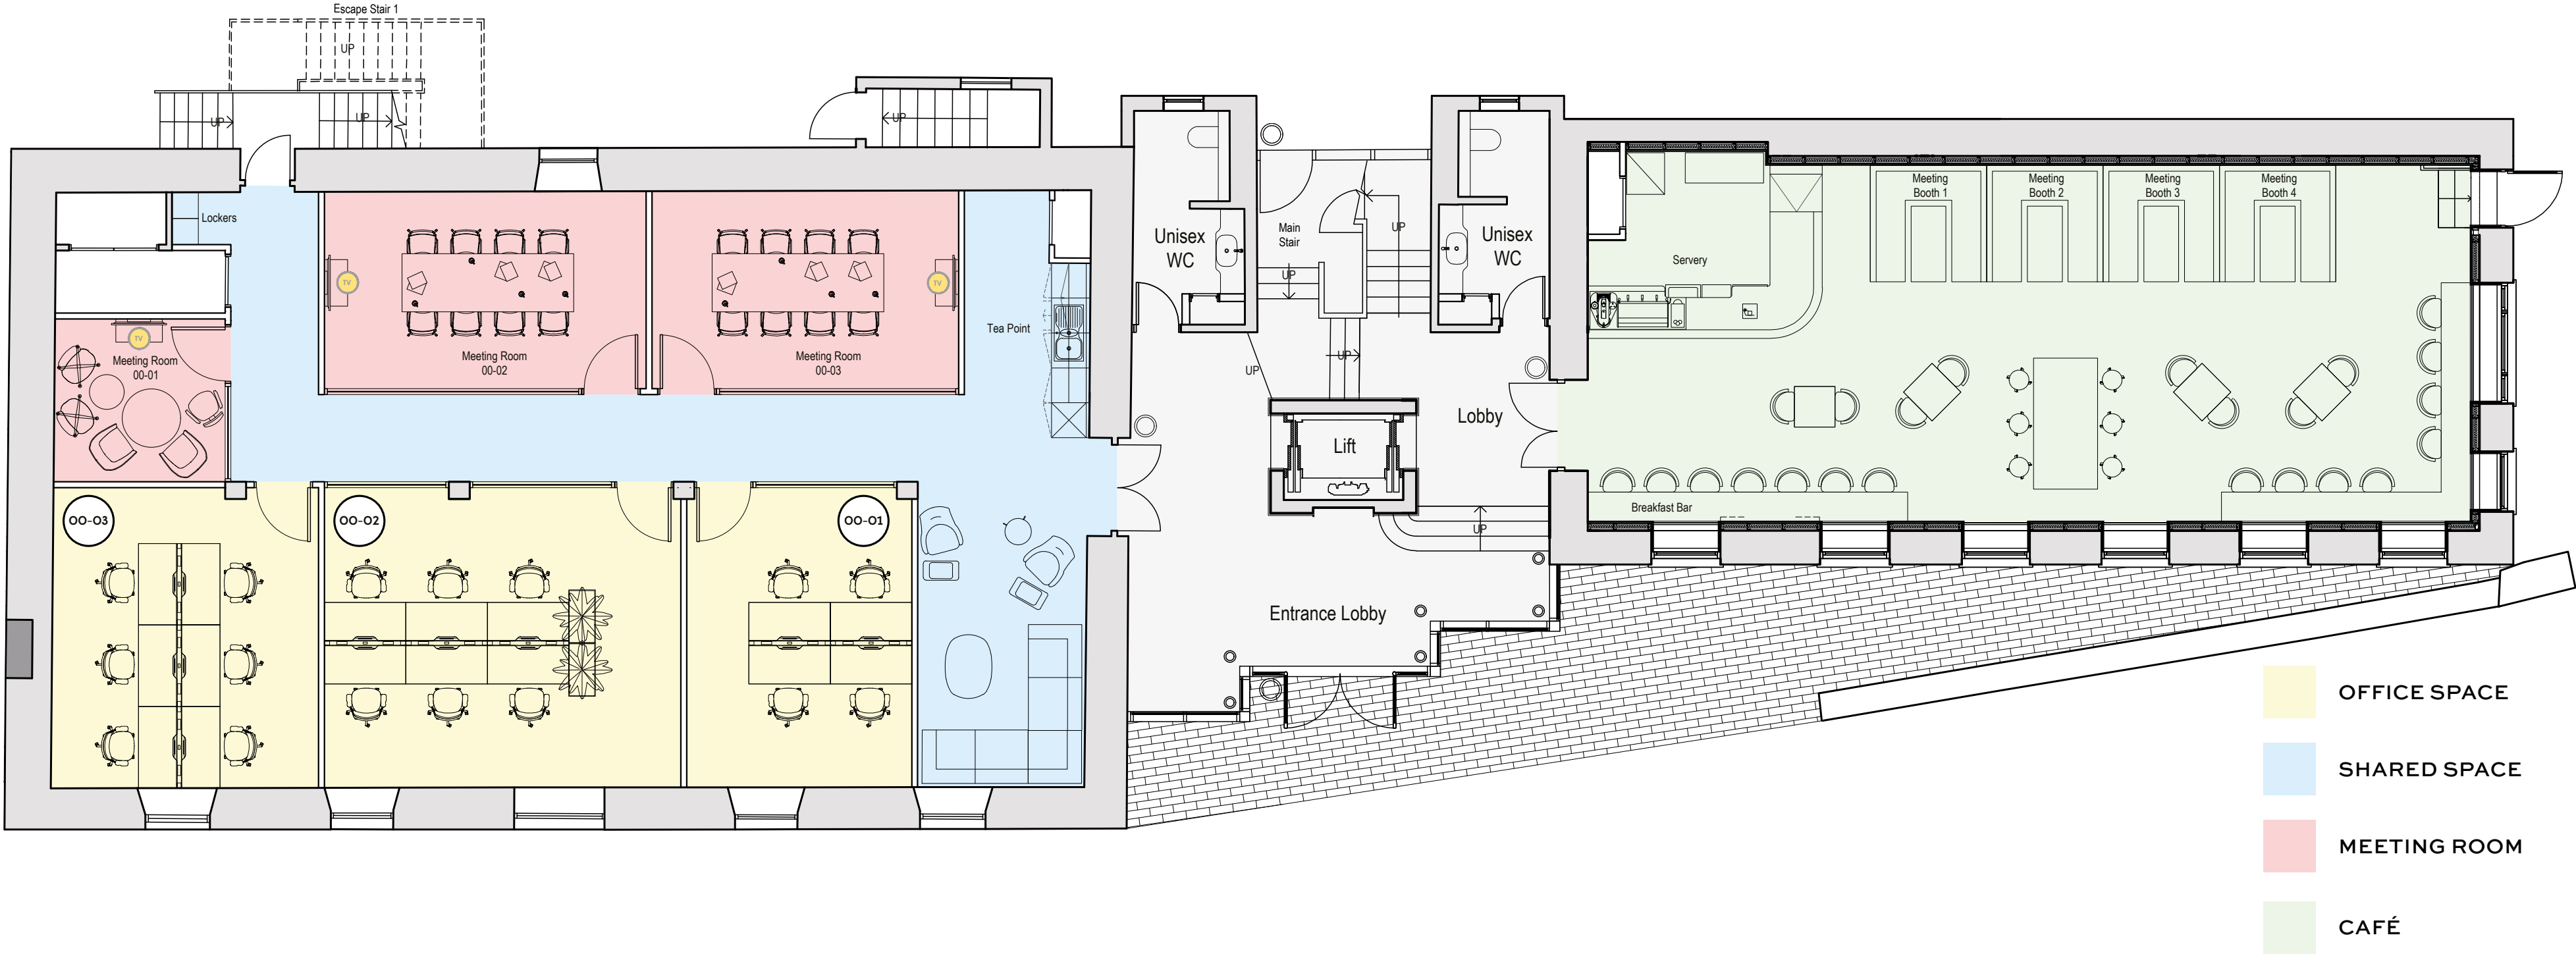 Escape Stair 1
UP
UP
UP
UP
Lockers
TV
Meeting Room
00-02
TV
Meeting Room
00-03
Tea Point
TV
Meeting Room
00-01
Unisex
WC
Main
Stair
UP
UP
UP
UP
Unisex
WC
Lobby
Lift
UP
Entrance Lobby
Servery
Meeting
Booth 1
Meeting
Booth 2
Meeting
Booth 3
Meeting
Booth 4
Breakfast Bar
00-03
00-02
00-01
OFFICE SPACE
SHARED SPACE
MEETING ROOM
CAFÉ